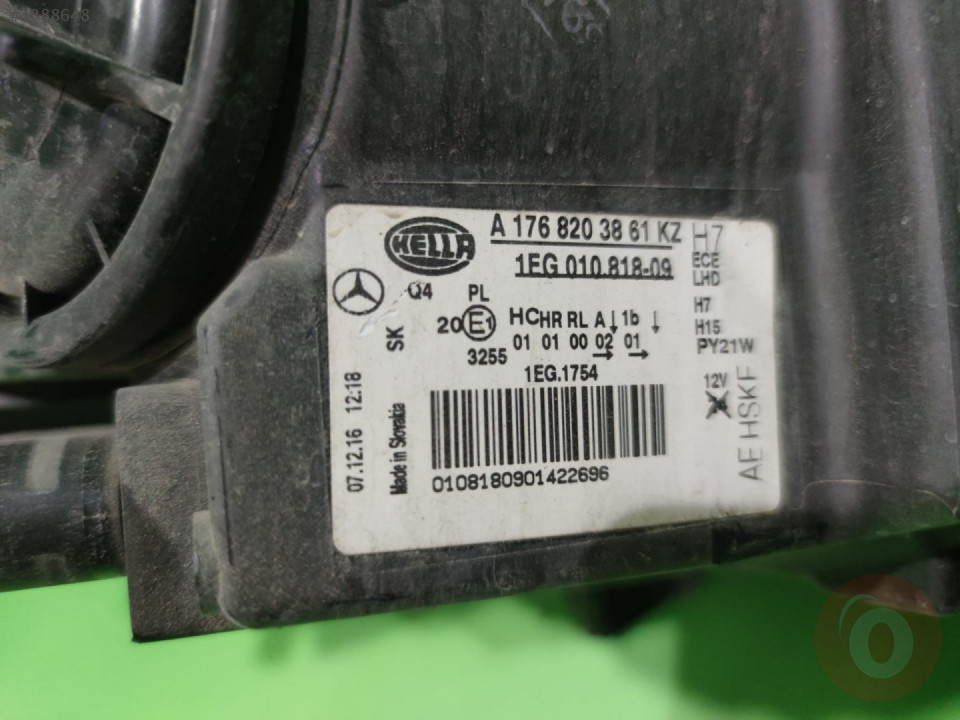 HELLA
A 176 820 38 61 KZ
1EG 010.818-09
H7
ECE
LHD
Q4
PL
20 E1
3255
HCHR RL A↓ 1b ↓
01 01 00 02 01
→ →
1EG.1754
H7
H15
PY21W
12V
AE HSKF
SK
07.12.16 12:18
Made in Slovakia
0108180901422696
O